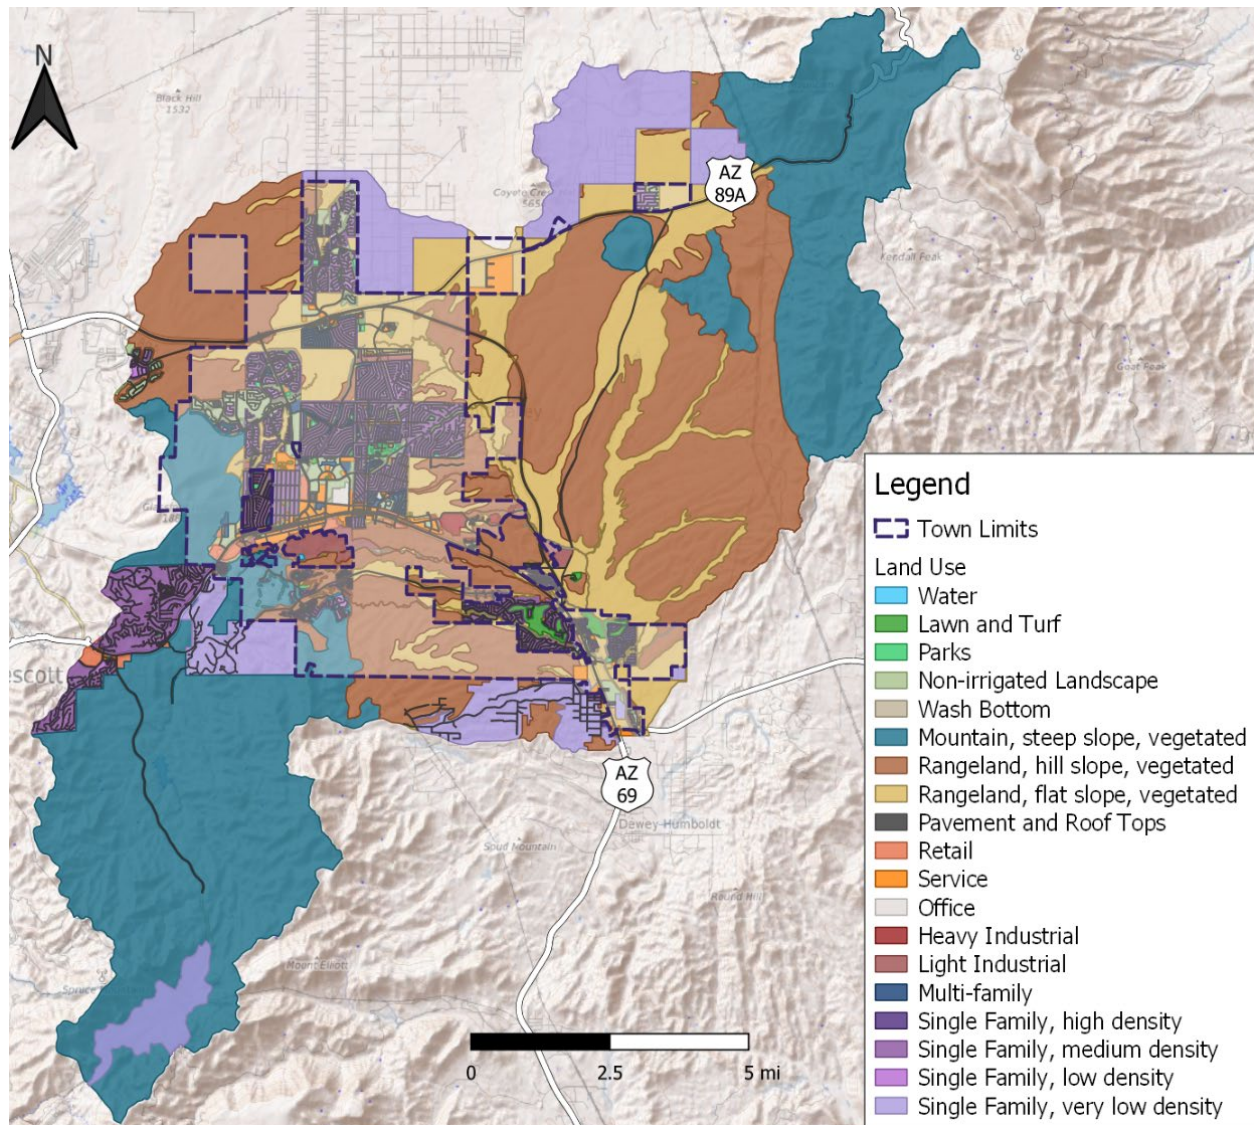 N
Black Hill
1532
AZ
89A
Kendall Peak
Goat Peak
escott
AZ
69
Dewey-Humboldt
Spud Mountain
Round Hill
Mount Elliott
0
2.5
5 mi
Legend
Town Limits
Land Use
Water
Lawn and Turf
Parks
Non-irrigated Landscape
Wash Bottom
Mountain, steep slope, vegetated
Rangeland, hill slope, vegetated
Rangeland, flat slope, vegetated
Pavement and Roof Tops
Retail
Service
Office
Heavy Industrial
Light Industrial
Multi-family
Single Family, high density
Single Family, medium density
Single Family, low density
Single Family, very low density